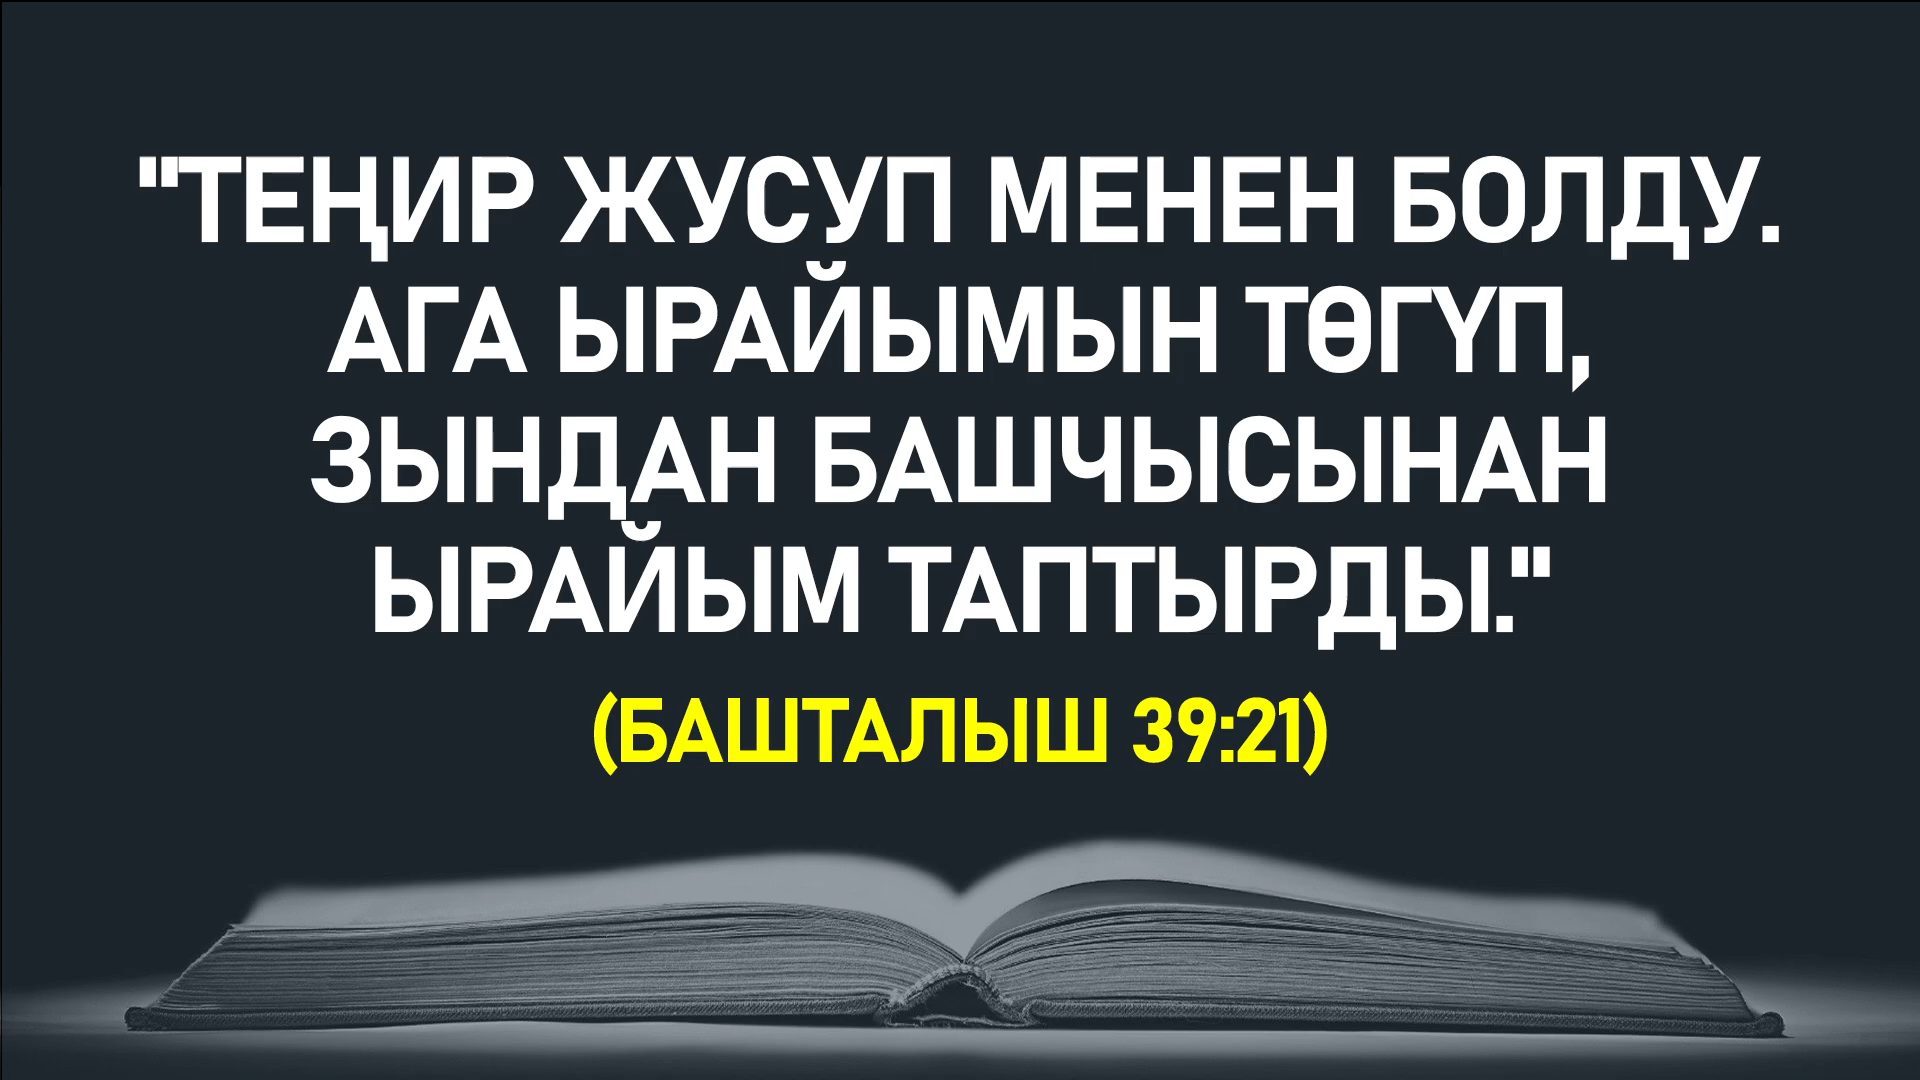 "ТЕҢИР ЖУСУП МЕНЕН БОЛДУ.
АГА ЫРАЙЫМЫН ТӨГҮП,
ЗЫНДАН БАШЧЫСЫНАН
ЫРАЙЫМ ТАПТЫРДЫ."
(БАШТАЛЫШ 39:21)